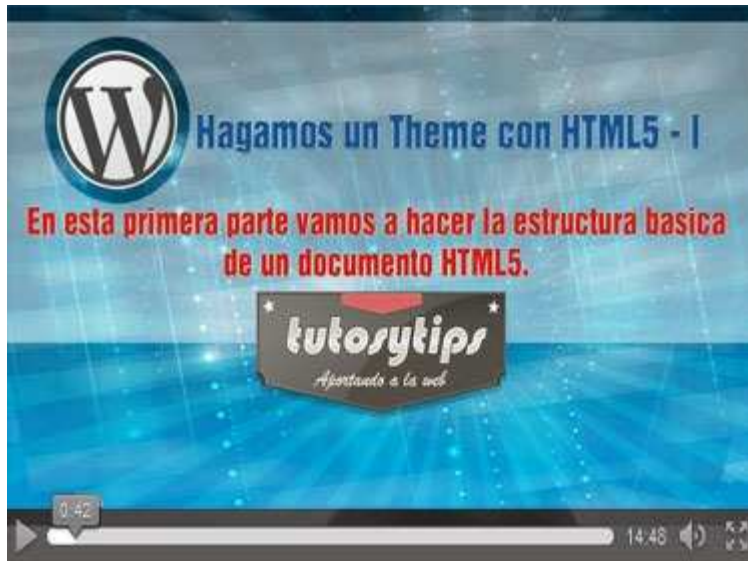 W
Hagamos un Theme con HTML5 - I
En esta primera parte vamos a hacer la estructura basica
de un documento HTML5.
tutosytips
Aportando a la web
0:42
14:48